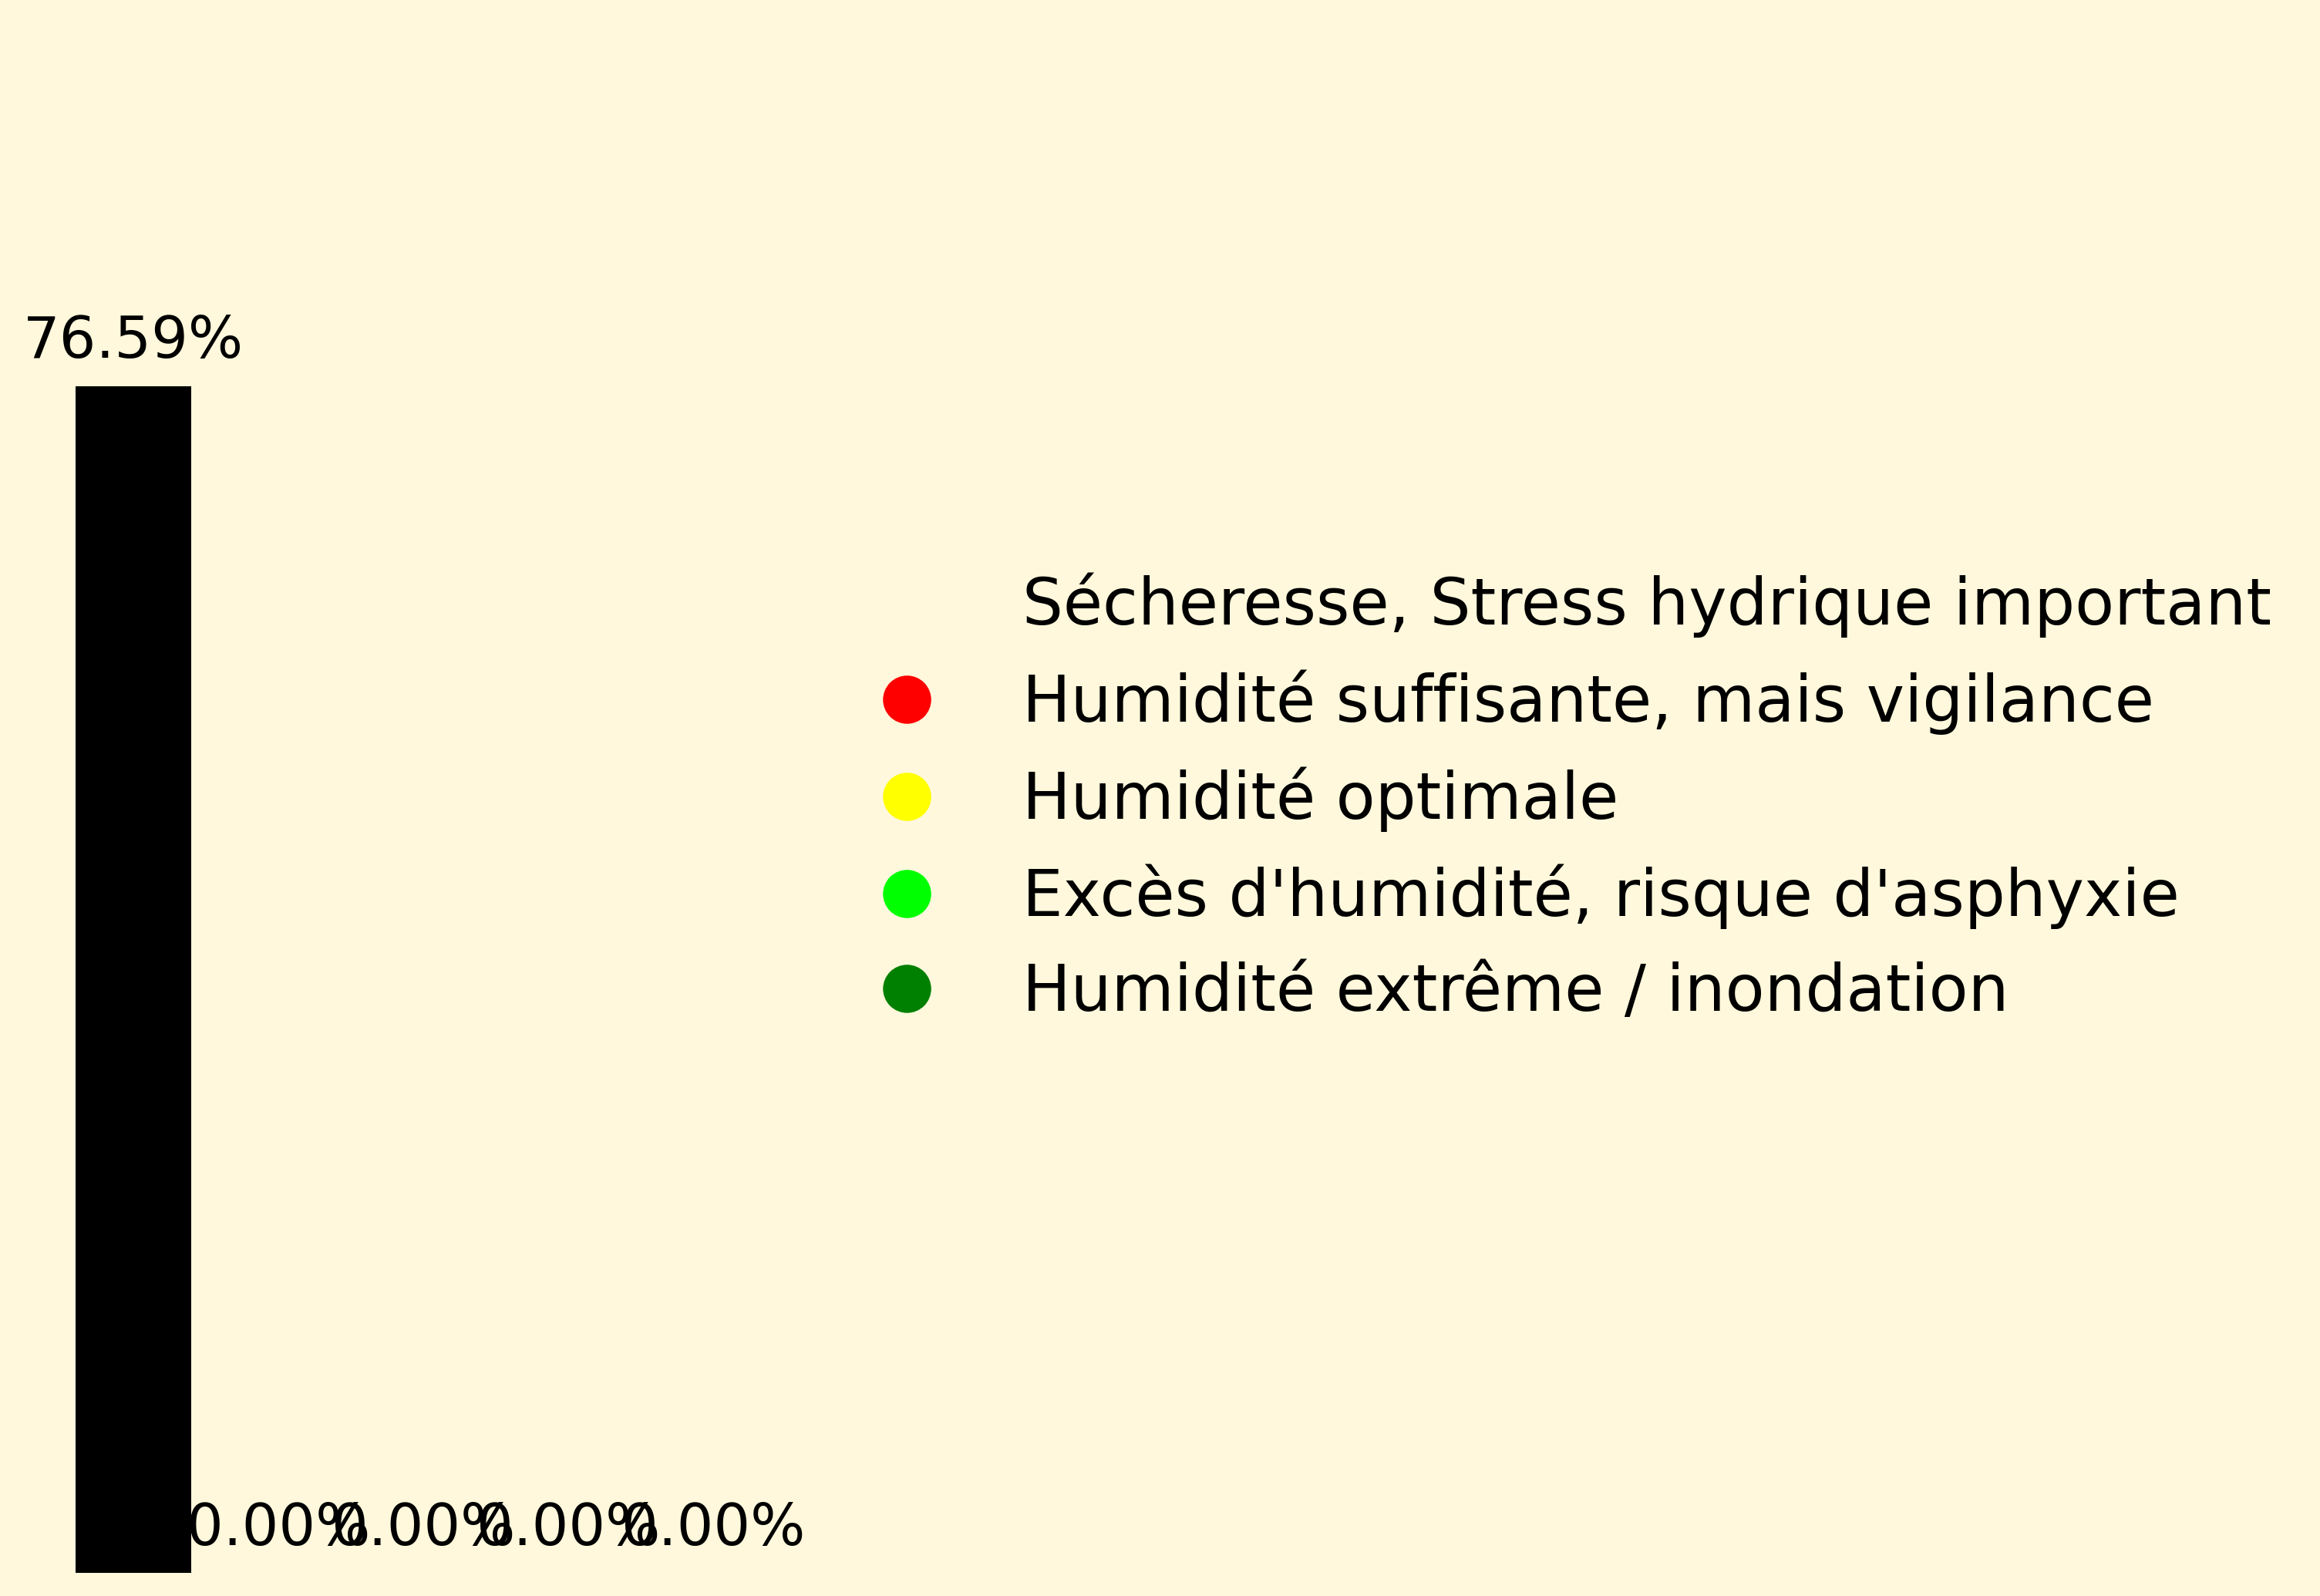 76.59%
Sécheresse, Stress hydrique important
Humidité suffisante, mais vigilance
Humidité optimale
Excès d'humidité, risque d'asphyxie
Humidité extrême / inondation
0.00% 0.00% 0.00% 0.00%